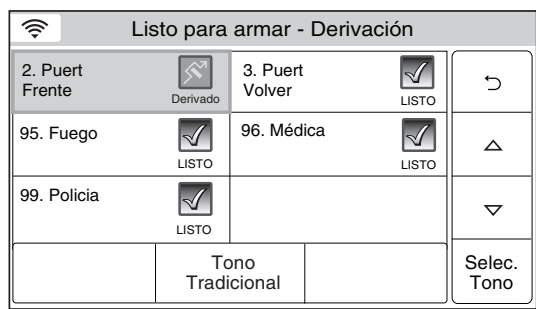 Listo para armar - Derivación
2. Puert
Frente
Derivado
3. Puert
Volver
LISTO
95. Fuego
LISTO
96. Médica
LISTO
99. Policia
LISTO
Tono
Tradicional
Selec.
Tono